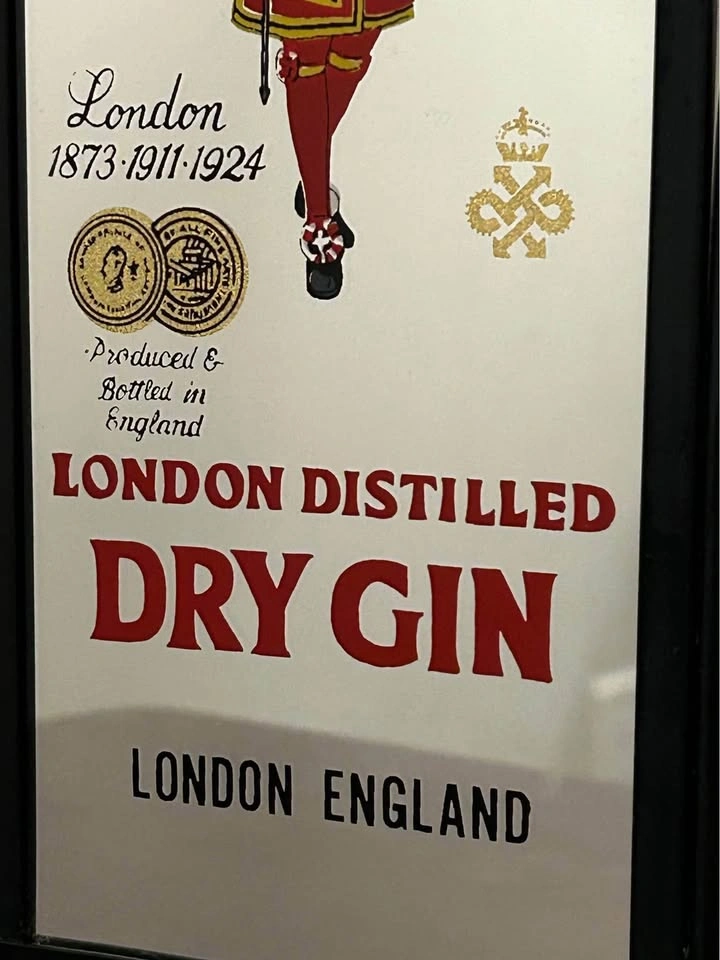 London
1873·1911·1924
·Produced &
Bottled in
England
LONDON DISTILLED
DRY GIN
LONDON ENGLAND